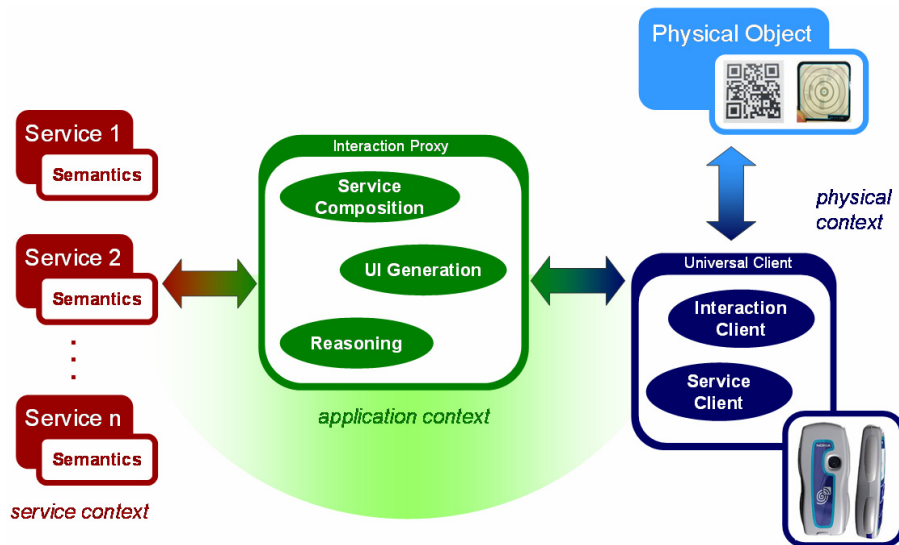 Physical Object
Service 1
Semantics
Interaction Proxy
Service
Composition
physical
context
Service 2
Semantics
UI Generation
Universal Client
Interaction
Client
Reasoning
Service
Client
application context
Service n
Semantics
NOKIA
service context